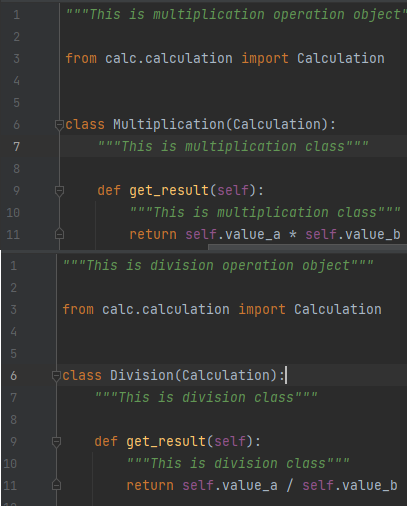 1 """This is multiplication operation object"
2
3 from calc.calculation import Calculation
4
5
6 class Multiplication(Calculation):
7 """This is multiplication class"""
8
9 def get_result(self):
10 """This is multiplication class"""
11 return self.value_a * self.value_b
1 """This is division operation object"""
2
3 from calc.calculation import Calculation
4
5
6 class Division(Calculation):
7 """This is division class"""
8
9 def get_result(self):
10 """This is division class"""
11 return self.value_a / self.value_b